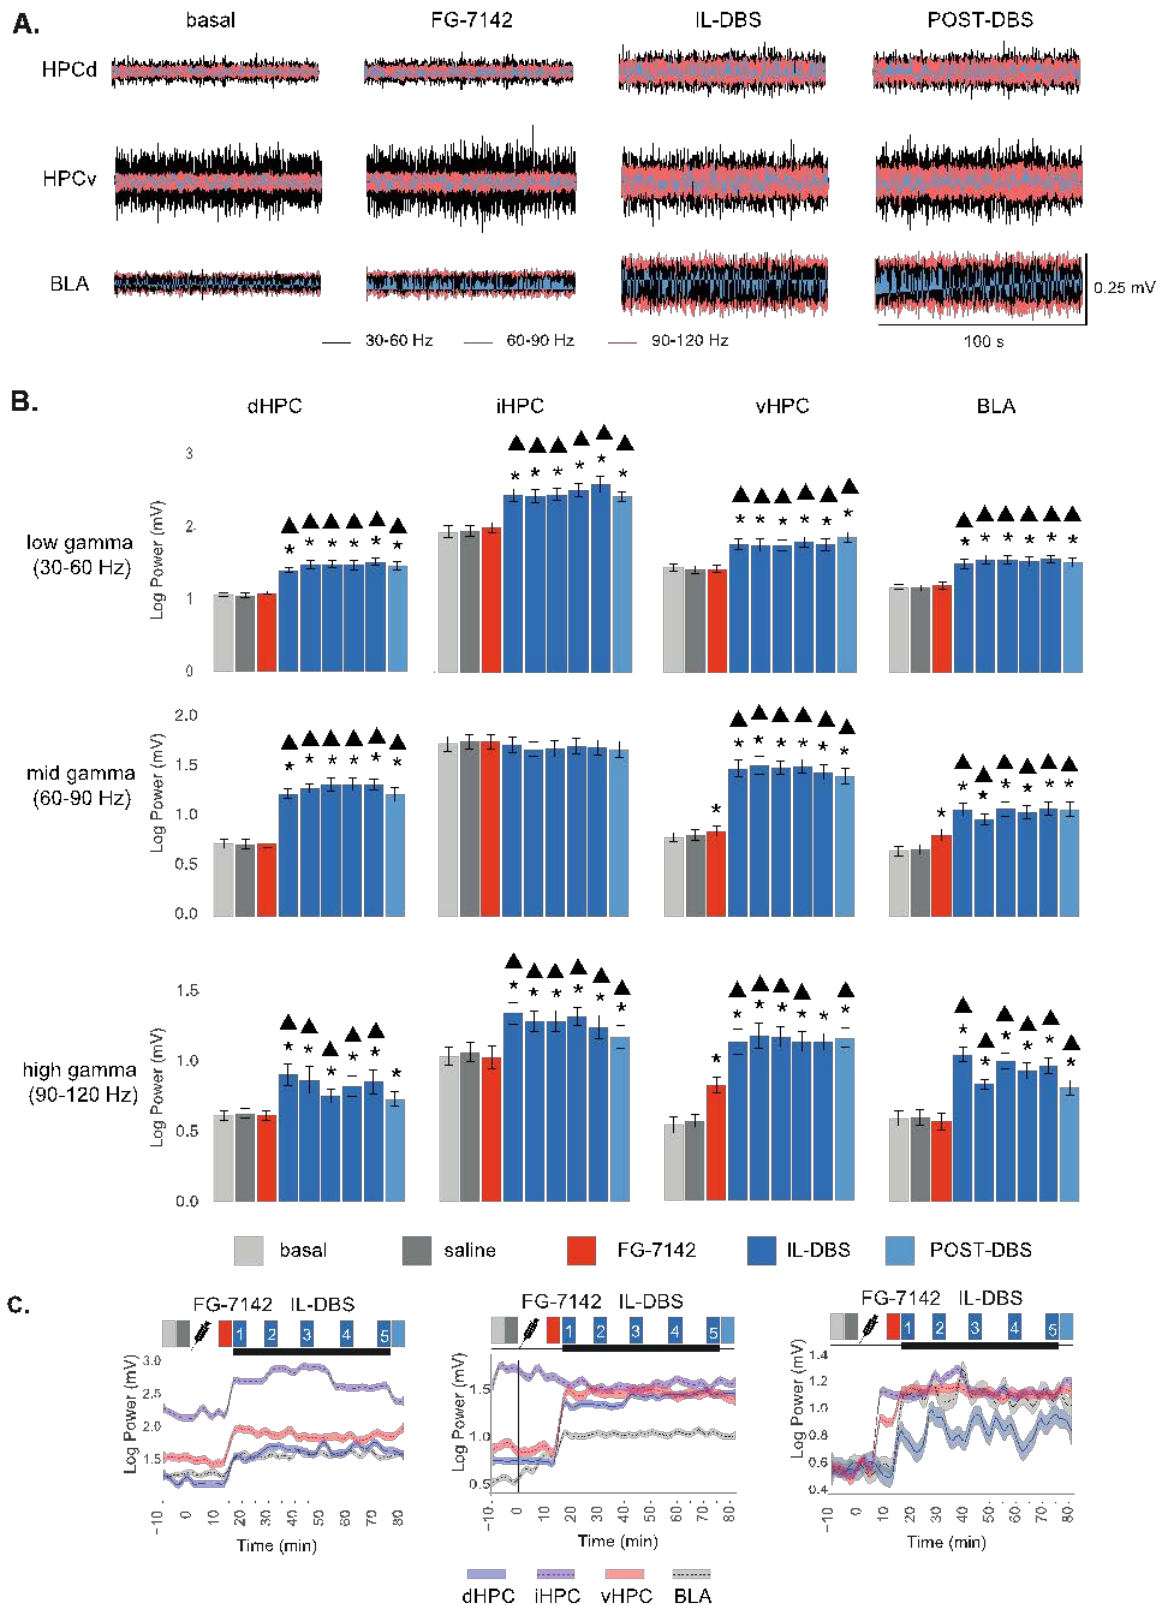 A.
basal FG-7142 IL-DBS POST-DBS
HPCd
HPCv
BLA
0.25 mV
100 s
30-60 Hz 60-90 Hz 90-120 Hz
B.
dHPC iHPC vHPC BLA
low gamma
(30-60 Hz)
Log Power (mV)
3
2
1
0
mid gamma
(60-90 Hz)
Log Power (mV)
2.0
1.5
1.0
0.5
0.0
high gamma
(90-120 Hz)
Log Power (mV)
1.5
1.0
0.5
0.0
basal saline FG-7142 IL-DBS POST-DBS
C.
FG-7142 IL-DBS
1 2 3 4 5
Log Power (mV)
3.0
2.5
2.0
1.5
-10 0 10 20 30 40 50 60 70 80
Time (min)
FG-7142 IL-DBS
1 2 3 4 5
Log Power (mV)
1.5
1.0
0.5
-10 0 10 20 30 40 50 60 70 80
Time (min)
FG-7142 IL-DBS
1 2 3 4 5
Log Power (mV)
1.4
1.2
1.0
0.8
0.6
0.4
-10 0 10 20 30 40 50 60 70 80
Time (min)
dHPC iHPC vHPC BLA